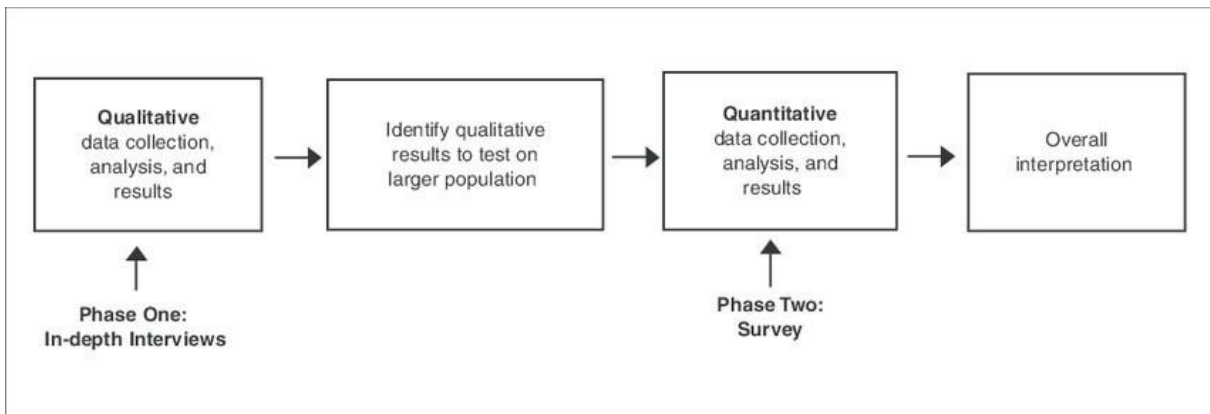 Qualitative
data collection,
analysis, and
results
Identify qualitative
results to test on
larger population
Quantitative
data collection,
analysis, and
results
Overall
interpretation
Phase One:
In-depth Interviews
Phase Two:
Survey